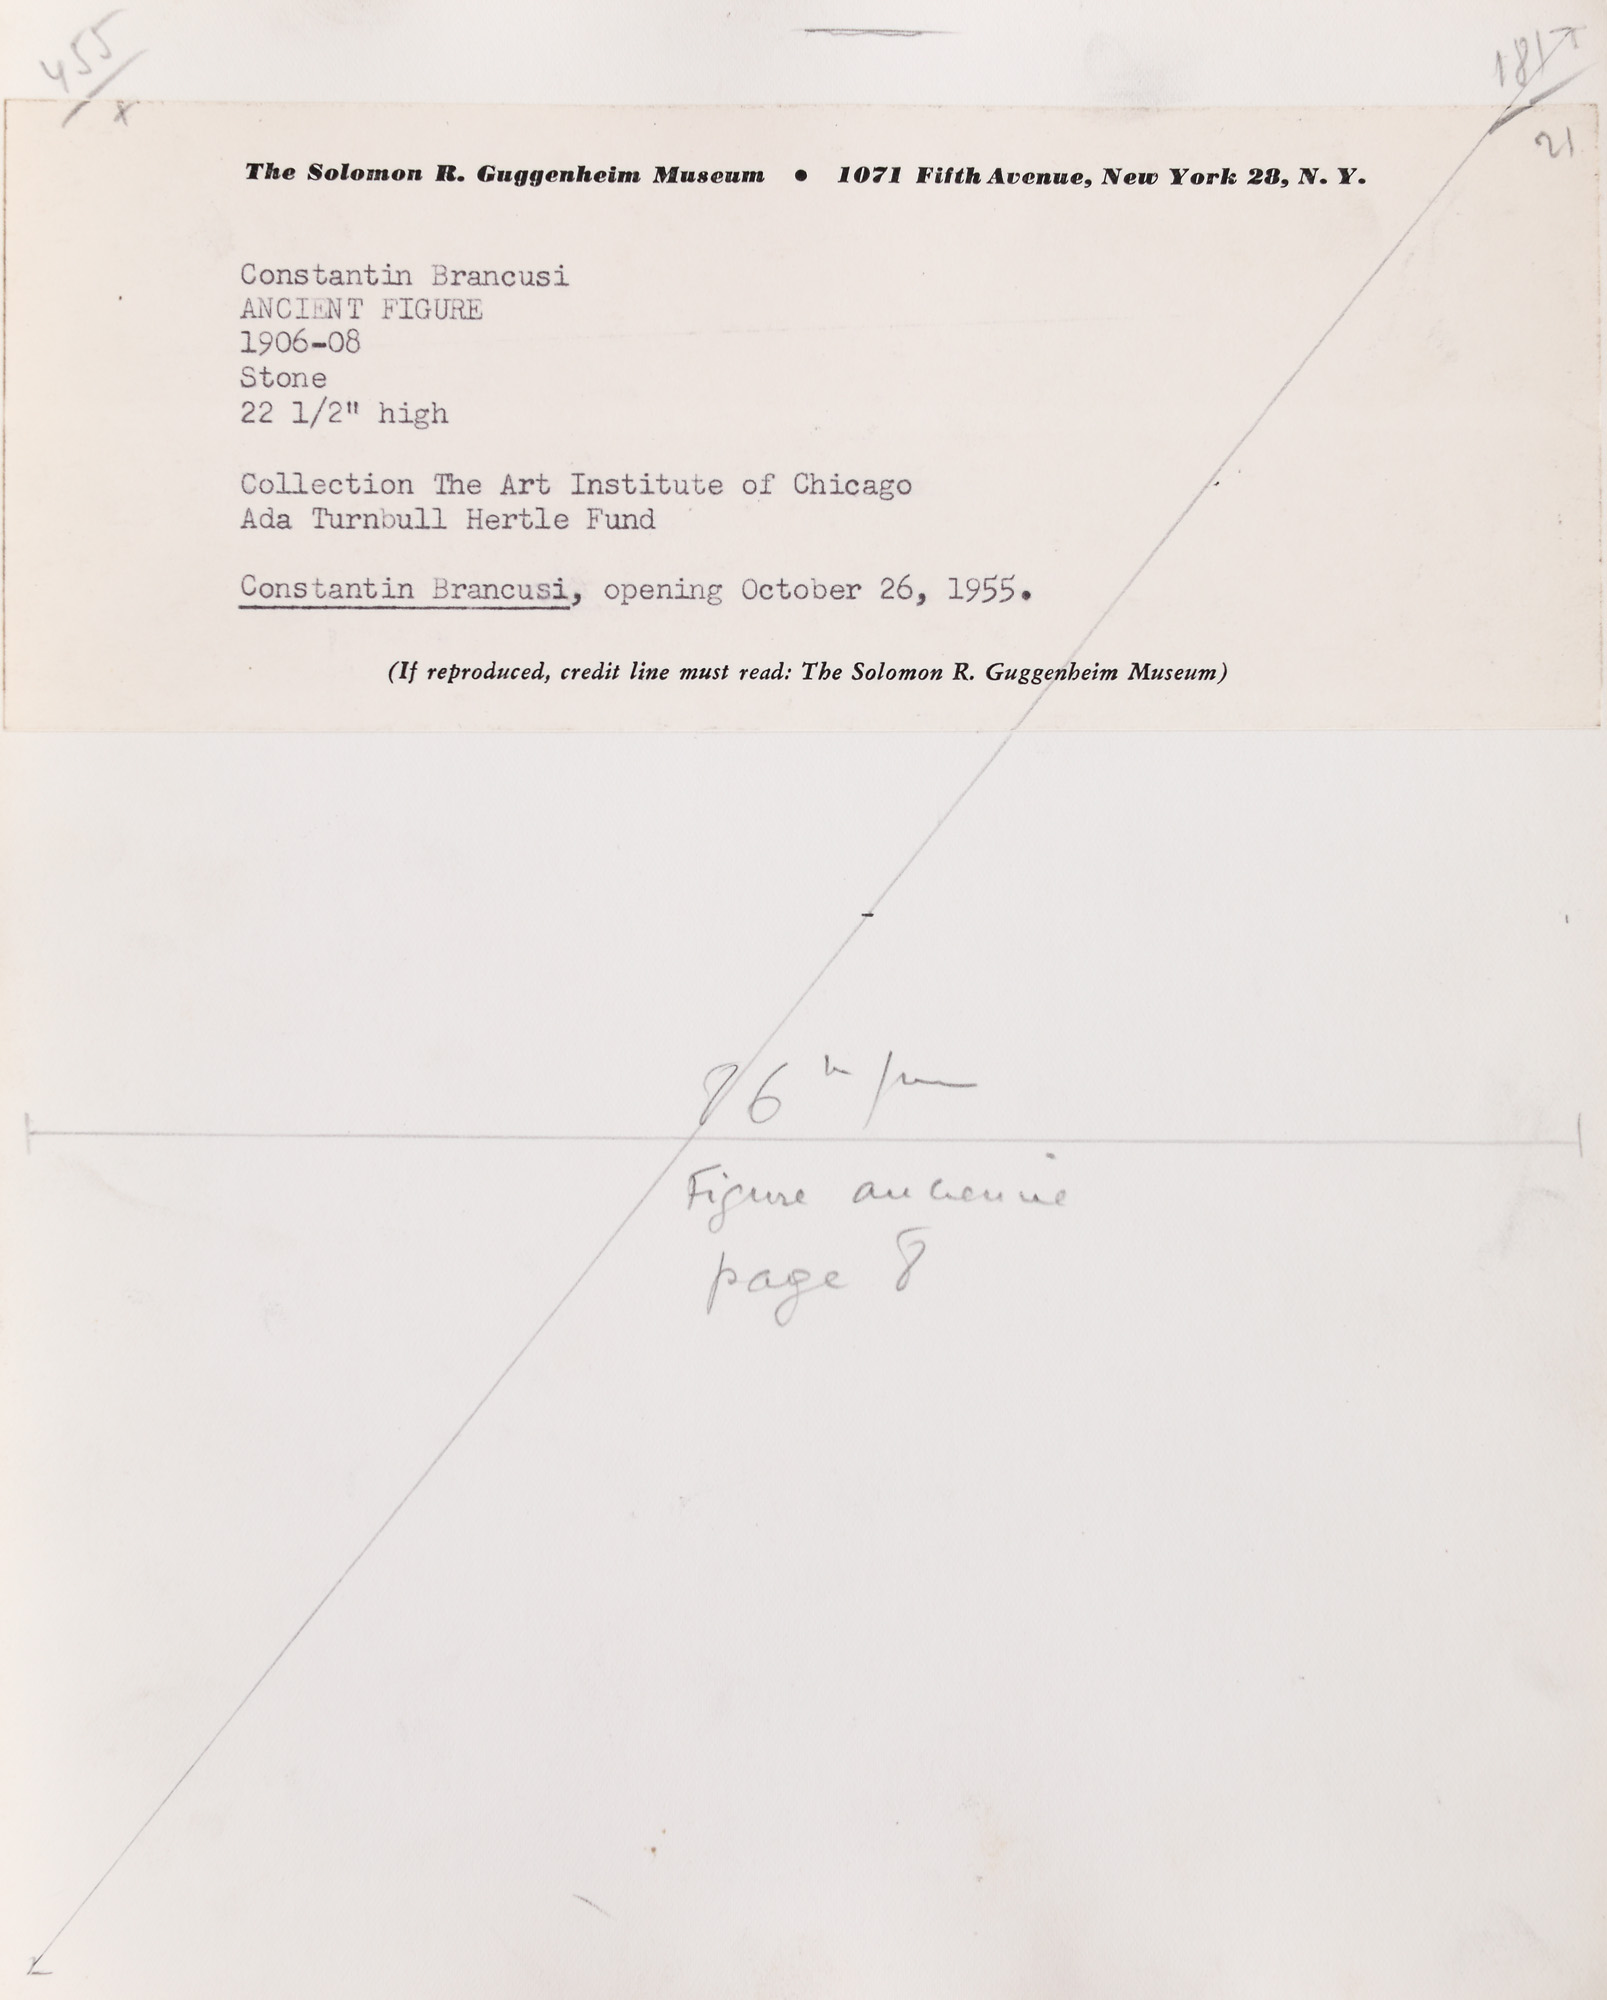 455
21
The Solomon R. Guggenheim Museum • 1071 Fifth Avenue, New York 28, N. Y.
Constantin Brancusi
ANCIENT FIGURE
1906-08
Stone
22 1/2" high
Collection The Art Institute of Chicago
Ada Turnbull Hertle Fund
Constantin Brancusi, opening October 26, 1955.
(If reproduced, credit line must read: The Solomon R. Guggenheim Museum)
Figure ancienne
page 8